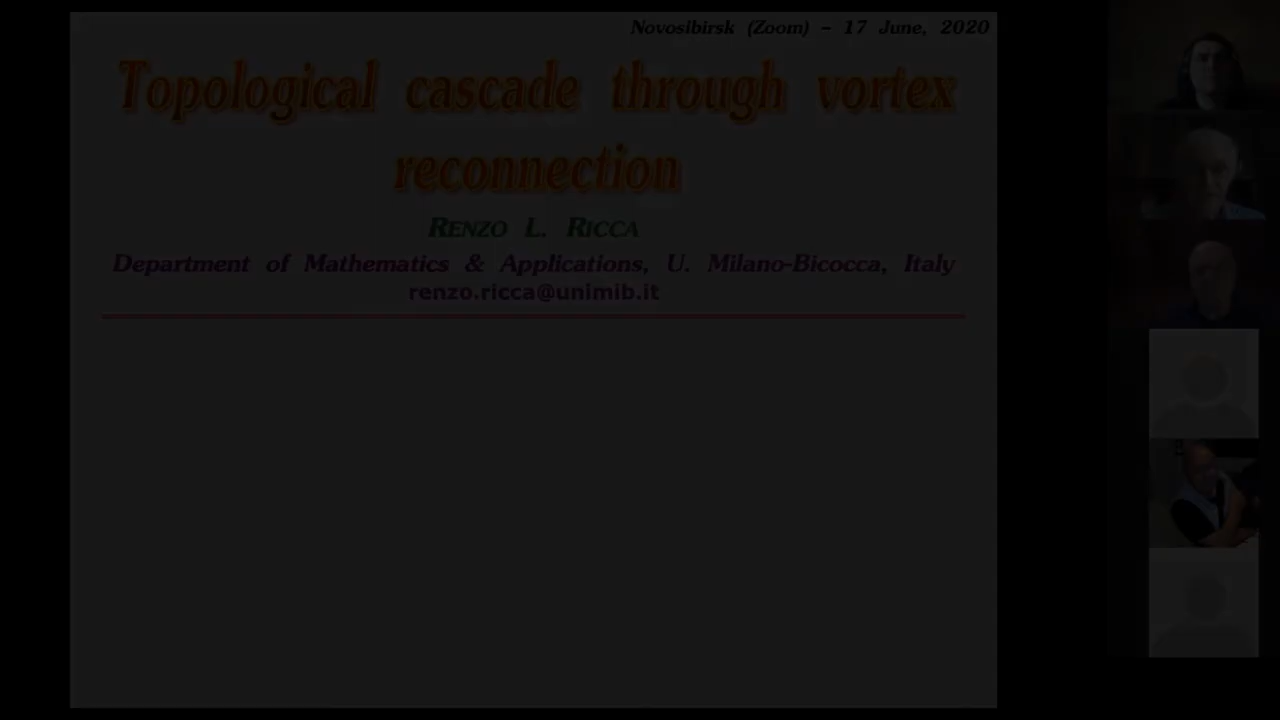 Novosibirsk (Zoom) – 17 June, 2020
Topological cascade through vortex
reconnection
RENZO L. RICCA
Department of Mathematics & Applications, U. Milano-Bicocca, Italy
renzo.ricca@unimib.it